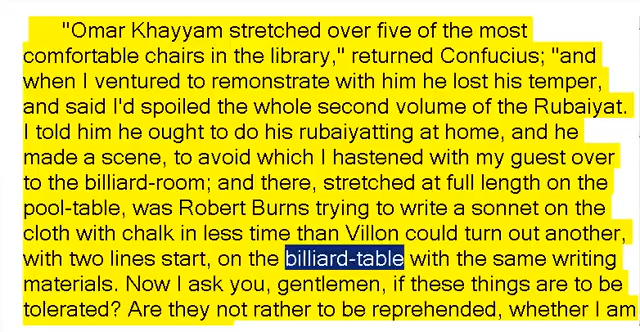 "Omar Khayyam stretched over five of the most
comfortable chairs in the library," returned Confucius; "and
when I ventured to remonstrate with him he lost his temper,
and said I'd spoiled the whole second volume of the Rubaiyat.
I told him he ought to do his rubaiyatting at home, and he
made a scene, to avoid which I hastened with my guest over
to the billiard-room; and there, stretched at full length on the
pool-table, was Robert Burns trying to write a sonnet on the
cloth with chalk in less time than Villon could turn out another,
with two lines start, on the billiard-table with the same writing
materials. Now I ask you, gentlemen, if these things are to be
tolerated? Are they not rather to be reprehended, whether I am